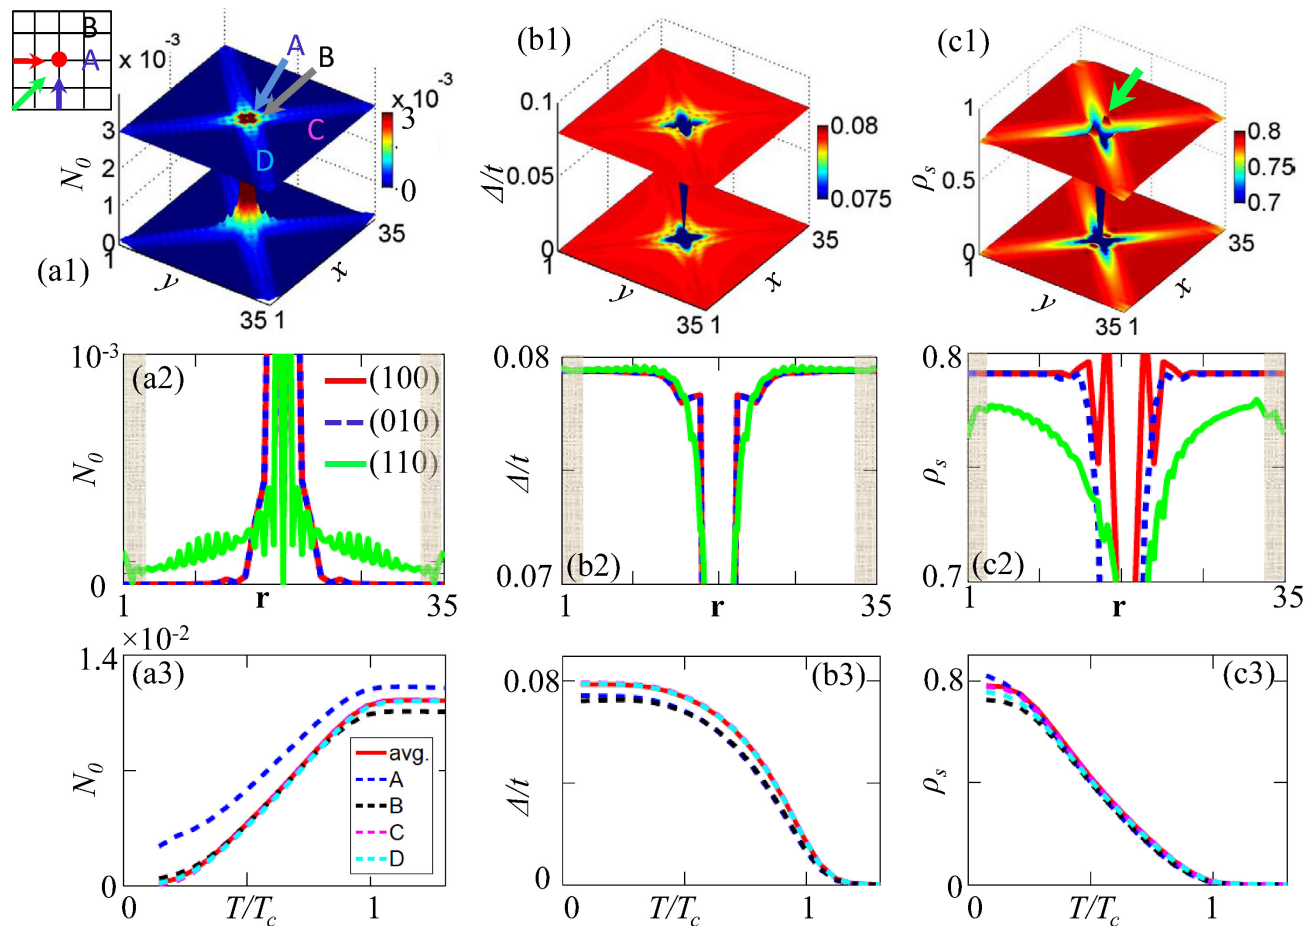 B
A
× 10⁻³
A
B
× 10⁻³
3
0
C
D
3
2
1
0
N₀
1
y
35 1
x
35
(a1)
(b1)
0.1
0.05
0
Δ/t
0.08
0.075
1
y
35 1
x
35
(c1)
1
0.5
0
ρₛ
0.8
0.75
0.7
1
y
35 1
x
35
10⁻³
(a2)
(100)
(010)
(110)
N₀
0
1
r
35
0.08
Δ/t
0.07
(b2)
1
r
35
0.8
ρₛ
0.7
(c2)
1
r
35
×10⁻²
1.4
(a3)
N₀
avg.
A
B
C
D
0
0
T/T_c
1
0.08
(b3)
Δ/t
0
0
T/T_c
1
0.8
(c3)
ρₛ
0
0
T/T_c
1